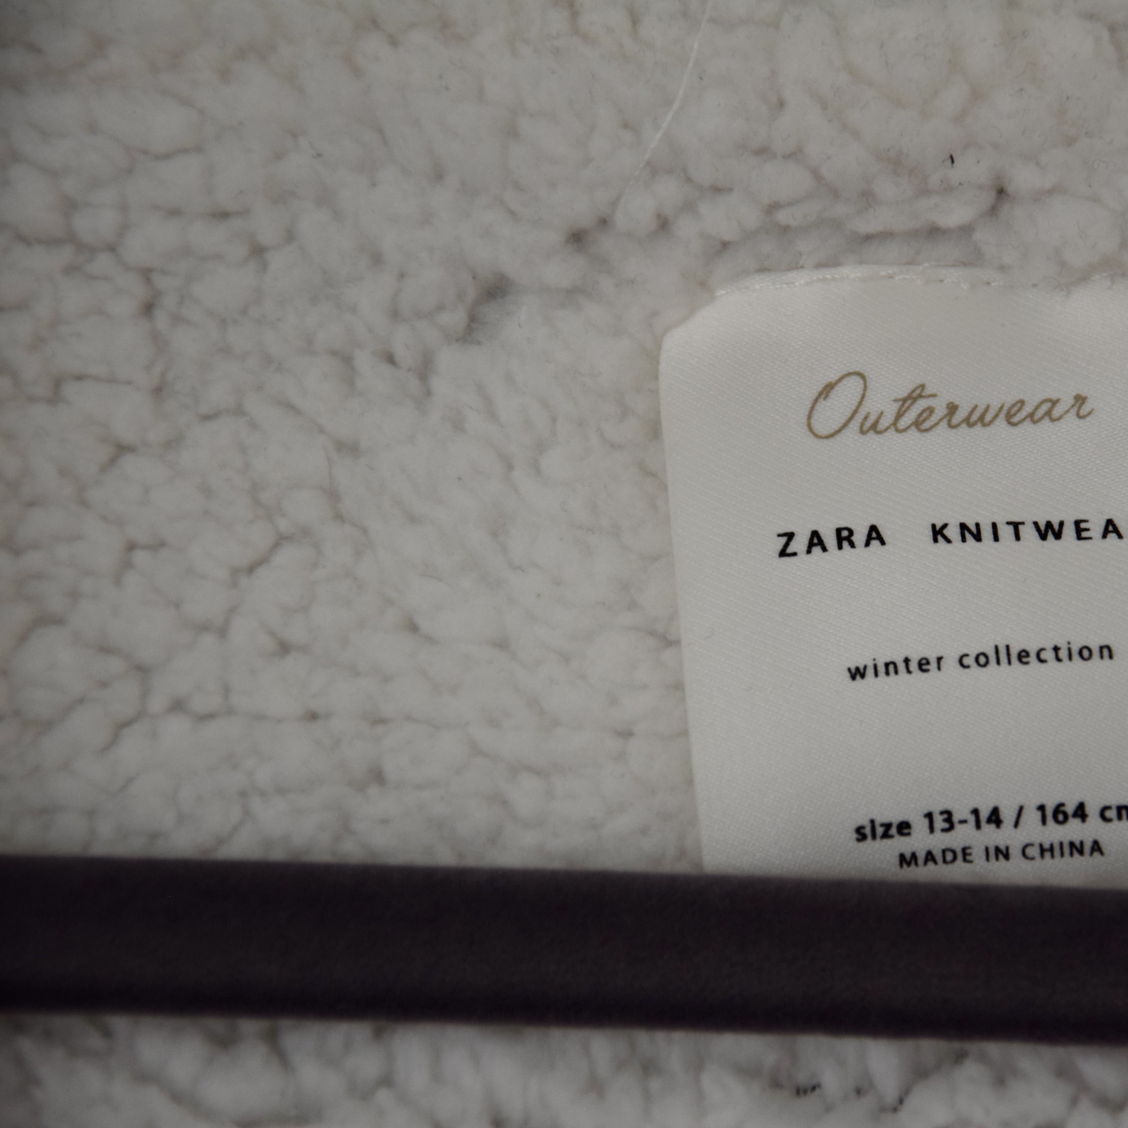 Outerwear
ZARA KNITWEA
winter collection
size 13-14 / 164 cm
MADE IN CHINA